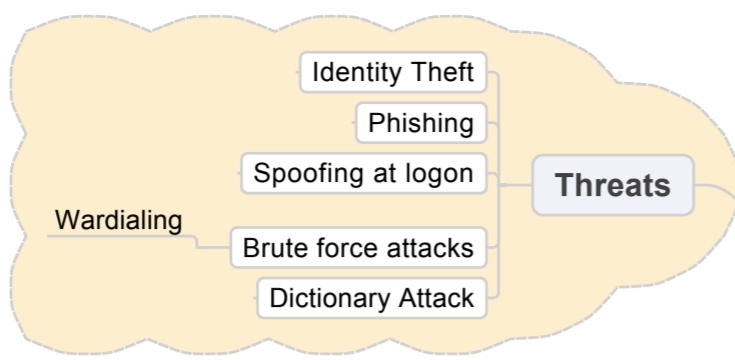 Identity Theft
Phishing
Spoofing at logon
Threats
Wardialing
Brute force attacks
Dictionary Attack